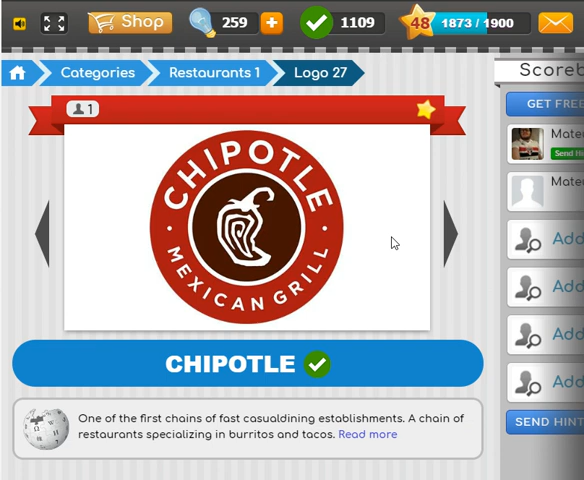 Shop
259
1109
48
1873 / 1900
Categories
Restaurants 1
Logo 27
1
CHIPOTLE
MEXICAN GRILL
CHIPOTLE
One of the first chains of fast casualdining establishments. A chain of
restaurants specializing in burritos and tacos. Read more
Scoreb
GET FREE
Mate
Send Hi
Mate
Add
Add
Add
Add
SEND HINT